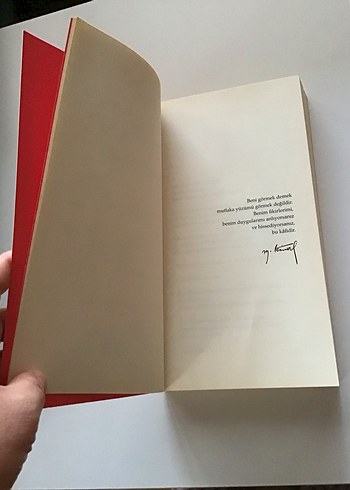 Beni görmek demek
mutlaka yüzümü görmek değildir.
Benim fikirlerimi,
benim duygularımı anlıyorsanız
ve hissediyorsanız,
bu kâfidir.